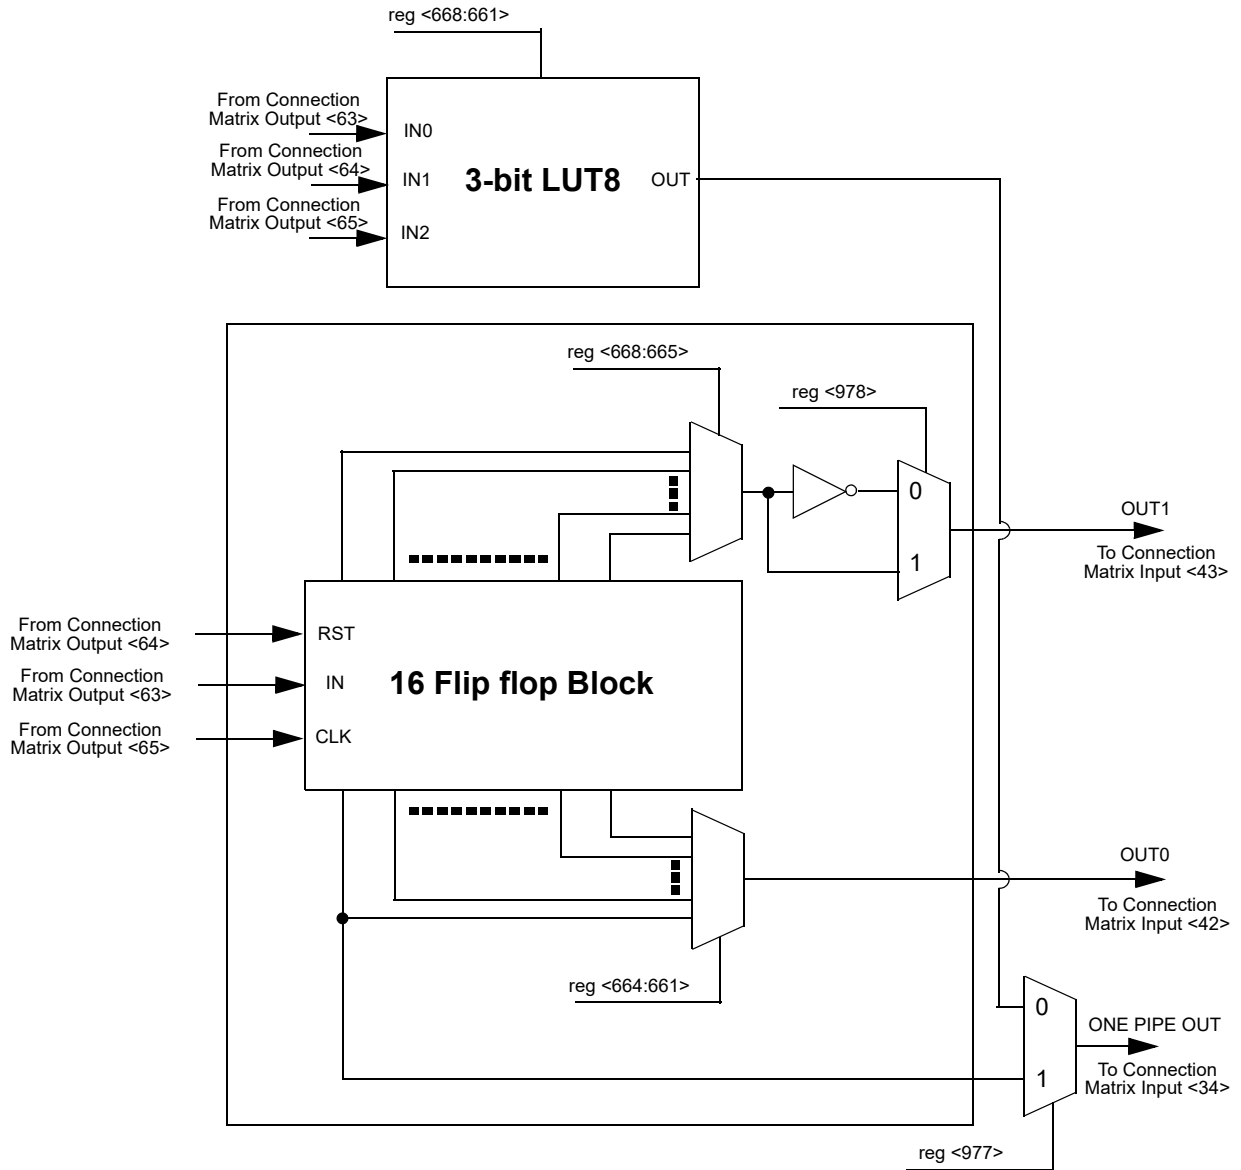 reg <668:661>
From Connection
Matrix Output <63>
IN0
From Connection
Matrix Output <64>
IN1
3-bit LUT8
OUT
From Connection
Matrix Output <65>
IN2
reg <668:665>
reg <978>
0
OUT1
1
To Connection
Matrix Input <43>
From Connection
Matrix Output <64>
RST
From Connection
Matrix Output <63>
IN
16 Flip flop Block
From Connection
Matrix Output <65>
CLK
OUT0
To Connection
Matrix Input <42>
reg <664:661>
0
ONE PIPE OUT
1
To Connection
Matrix Input <34>
reg <977>